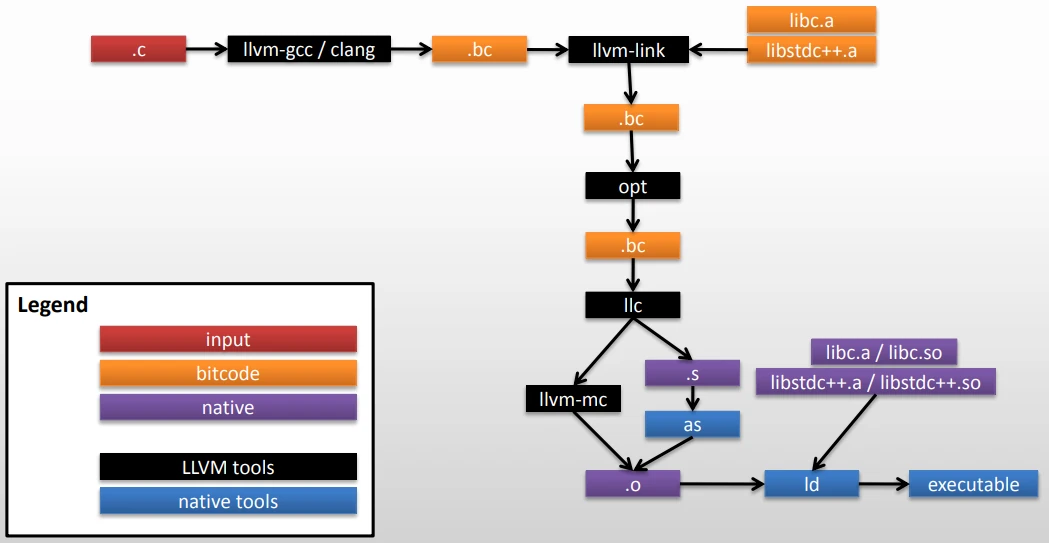 libc.a
.c
llvm-gcc / clang
.bc
llvm-link
libstdc++.a
.bc
opt
.bc
llc
Legend
input
bitcode
native
LLVM tools
native tools
.s
llvm-mc
as
libc.a / libc.so
libstdc++.a / libstdc++.so
.o
ld
executable